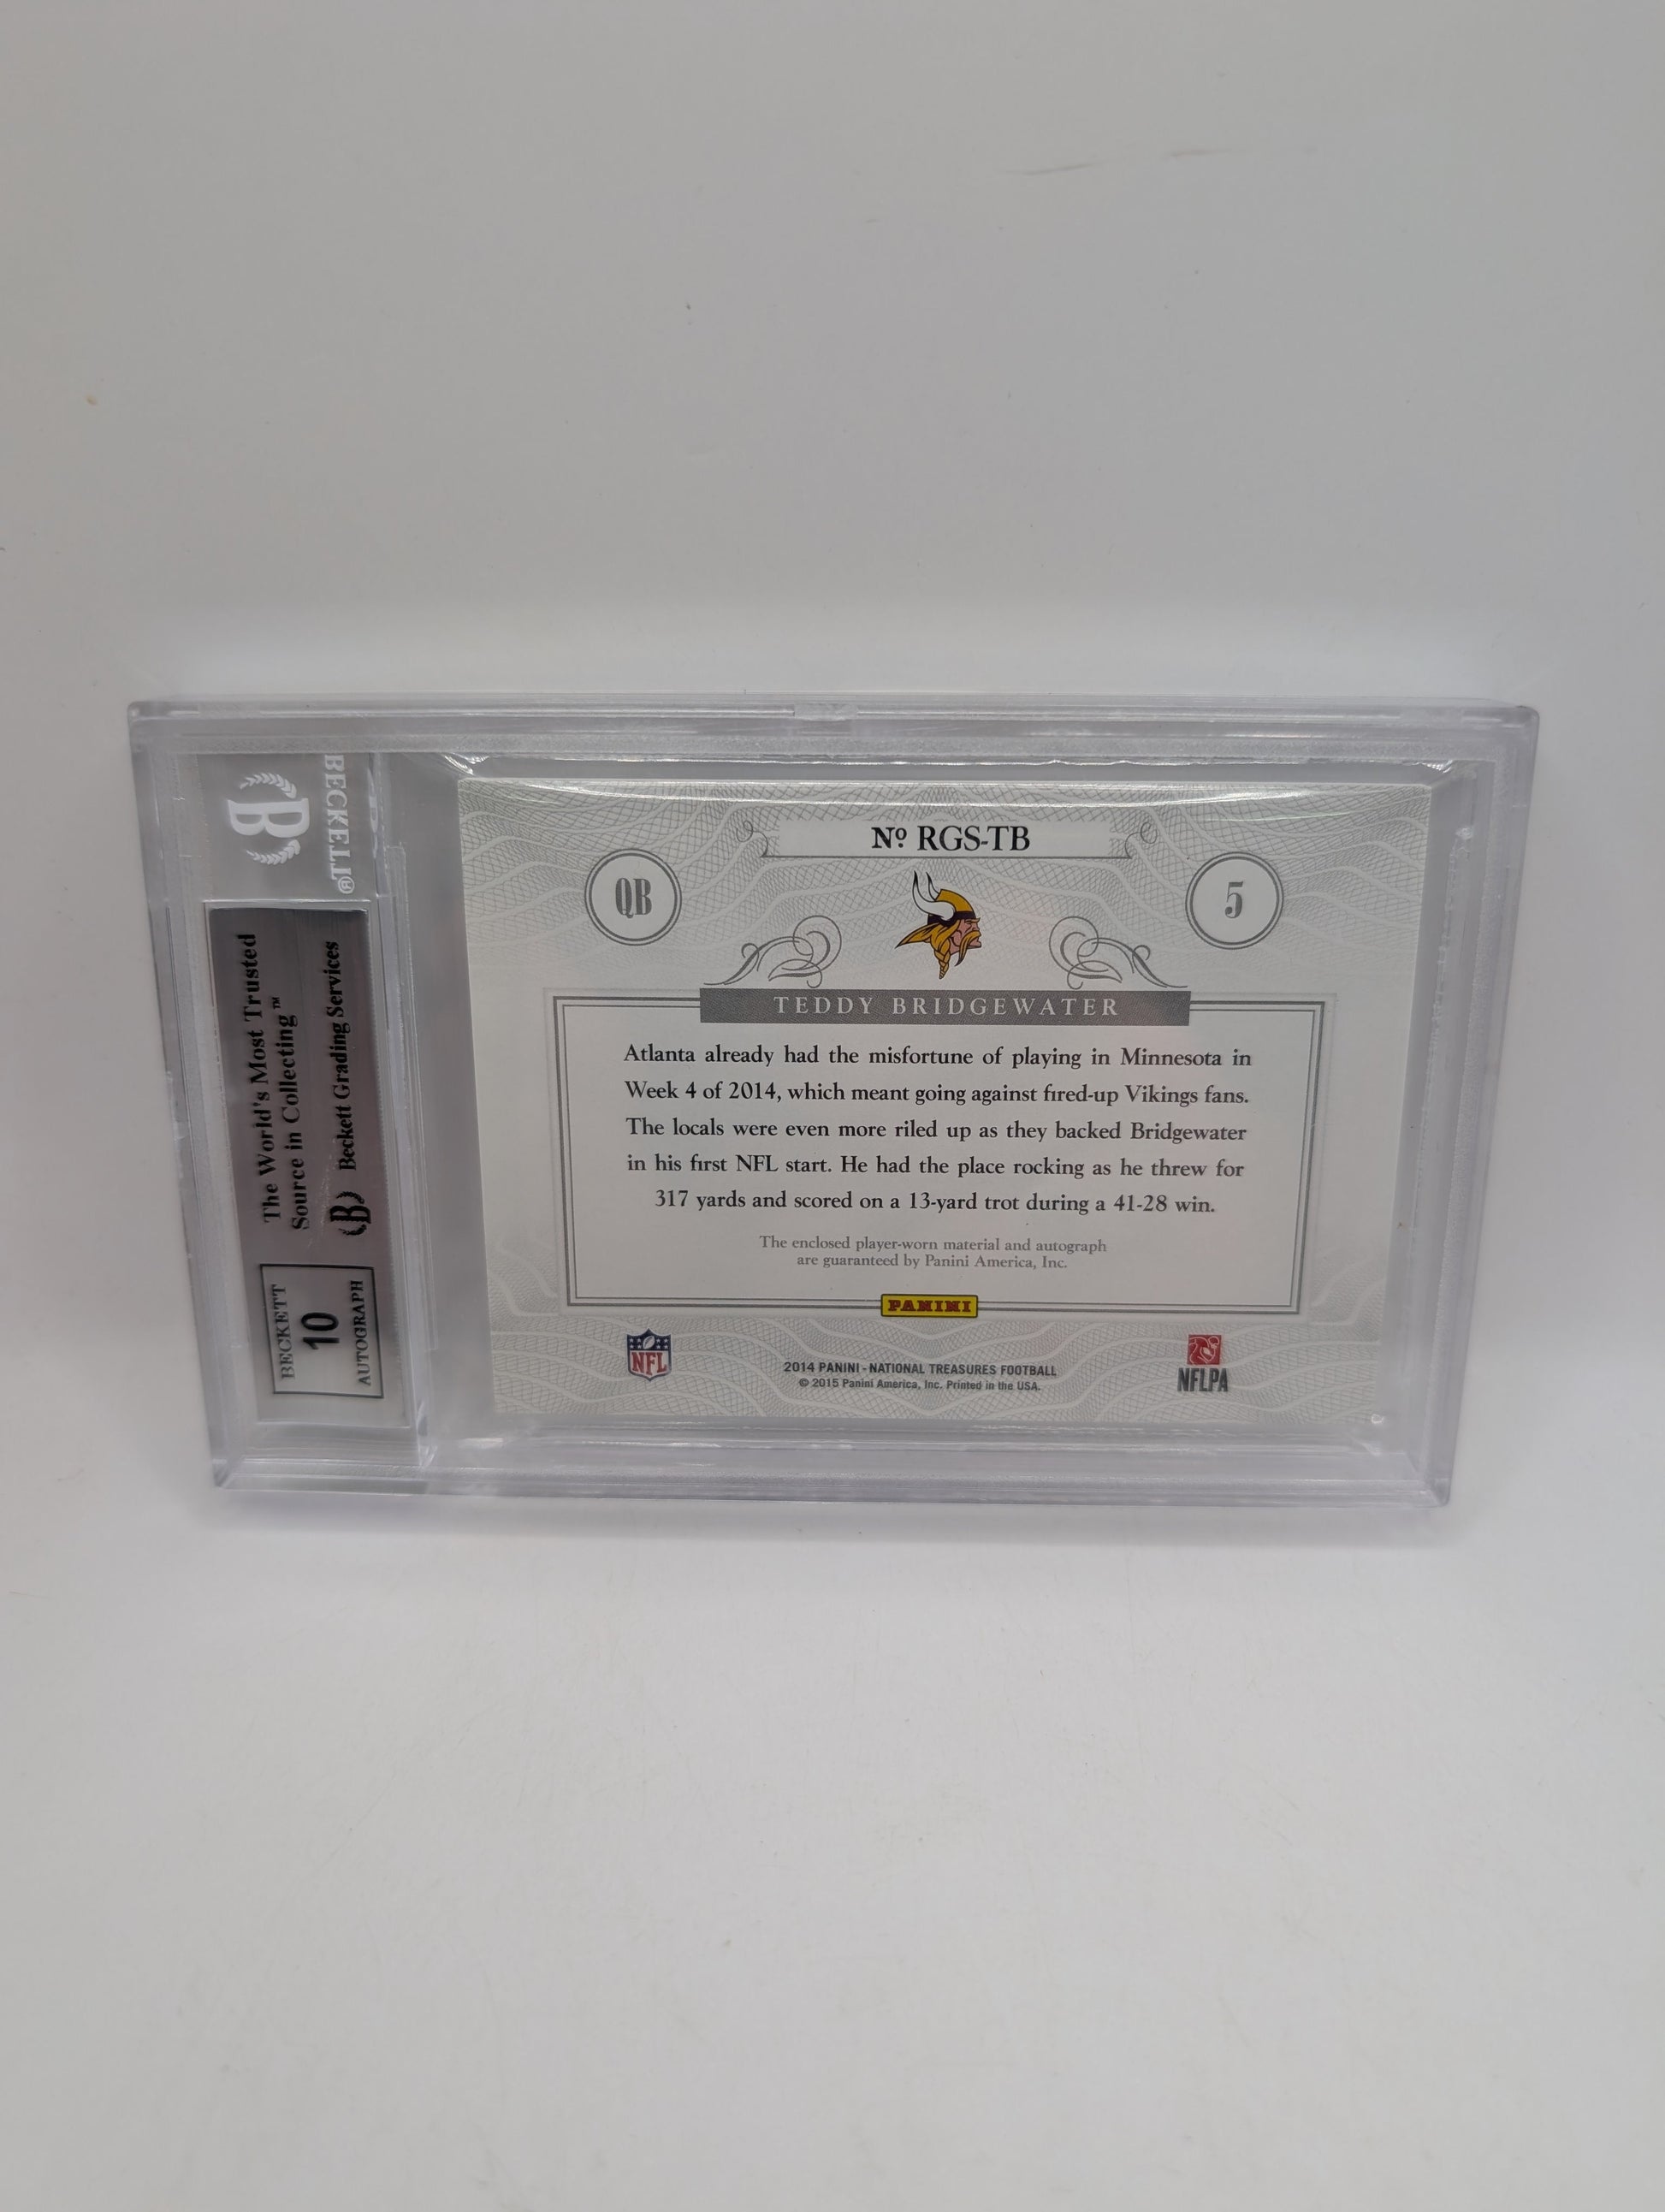 BECKETT®
B
The World's Most Trusted
Source in Collecting™
B Beckett Grading Services
BECKETT
10
AUTOGRAPH
Nº RGS-TB
QB
5
TEDDY BRIDGEWATER
Atlanta already had the misfortune of playing in Minnesota in
Week 4 of 2014, which meant going against fired-up Vikings fans.
The locals were even more riled up as they backed Bridgewater
in his first NFL start. He had the place rocking as he threw for
317 yards and scored on a 13-yard trot during a 41-28 win.
The enclosed player-worn material and autograph
are guaranteed by Panini America, Inc.
PANINI
NFL
2014 PANINI - NATIONAL TREASURES FOOTBALL
© 2015 Panini America, Inc. Printed in the USA.
NFLPA